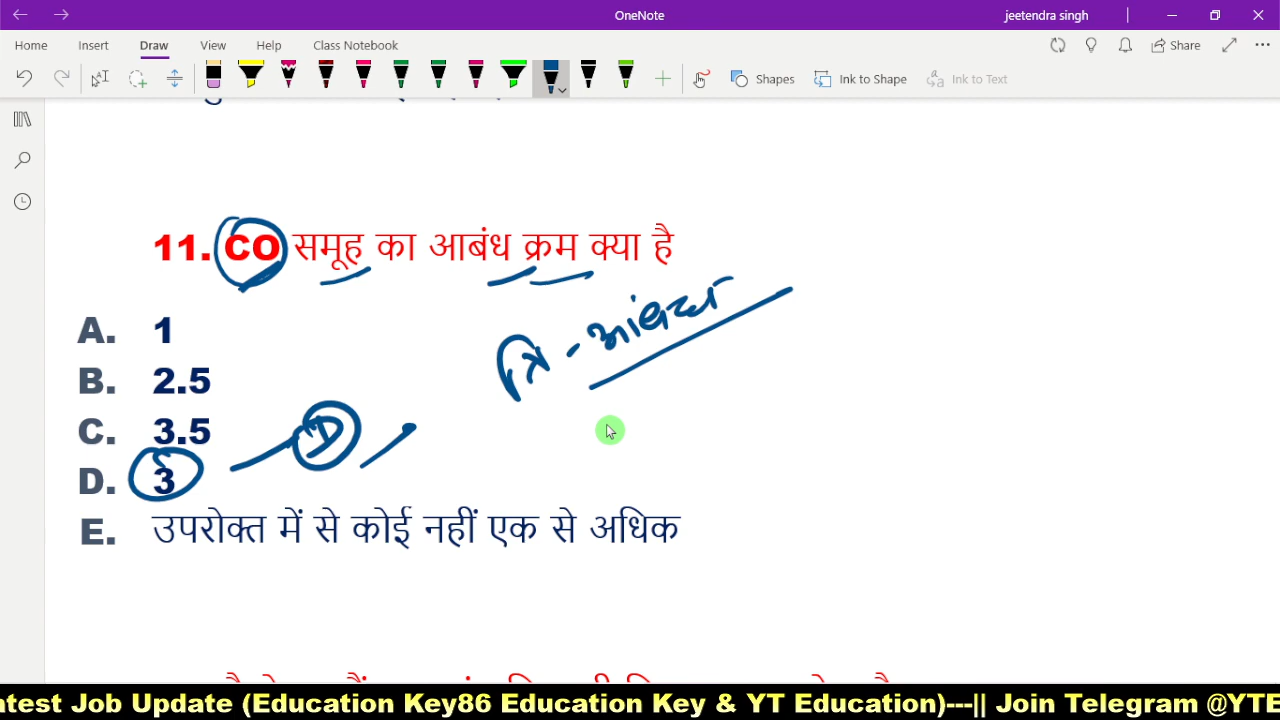 OneNote
jeetendra singh
Home Insert Draw View Help Class Notebook
Share
Shapes Ink to Shape Ink to Text
11. CO समूह का आबंध क्रम क्या है
A. 1
B. 2.5
C. 3.5
D. 3
D
E. उपरोक्त में से कोई नहीं एक से अधिक
ntest Job Update (Education Key86 Education Key & YT Education)---|| Join Telegram @YTE